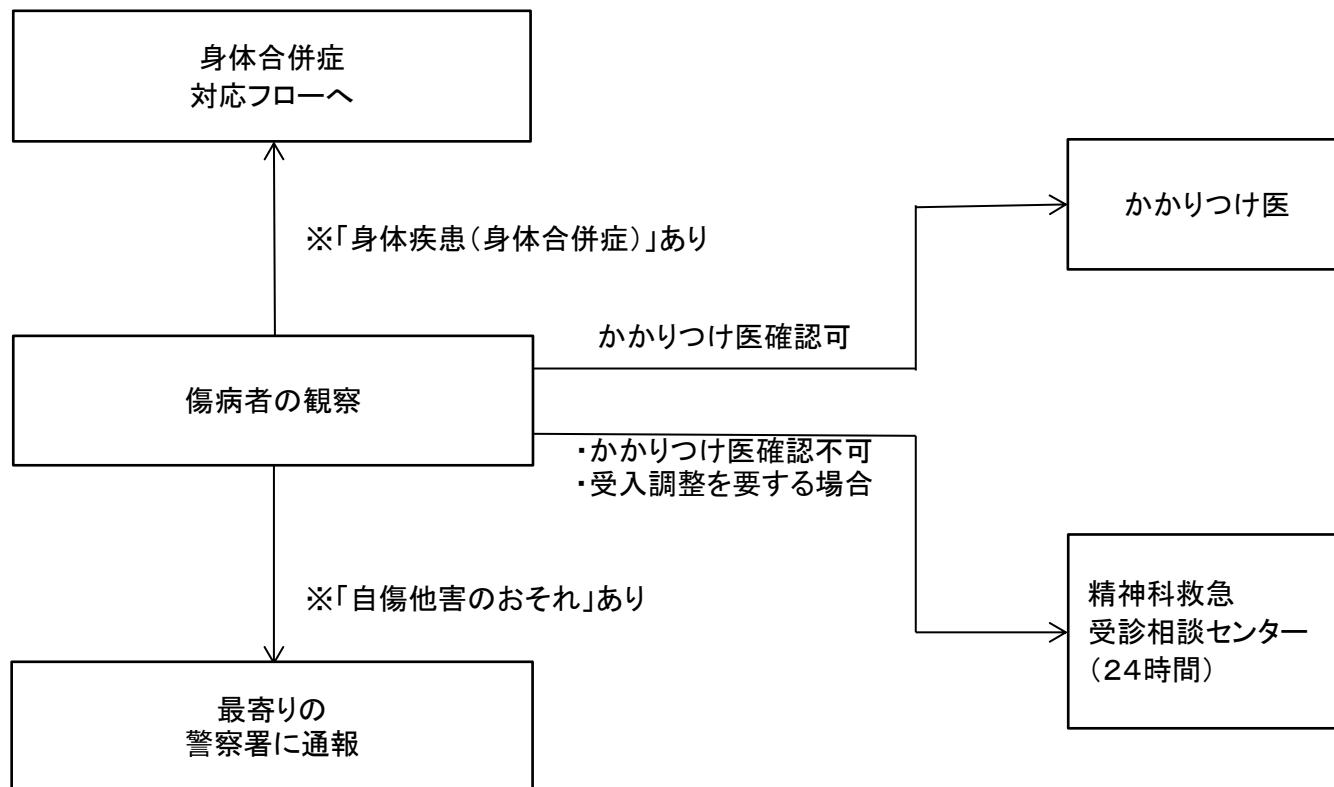 身体合併症
対応フローへ
かかりつけ医
※「身体疾患(身体合併症)」あり
かかりつけ医確認可
傷病者の観察
・かかりつけ医確認不可
・受入調整を要する場合
※「自傷他害のおそれ」あり
精神科救急
受診相談センター
(24時間)
最寄りの
警察署に通報